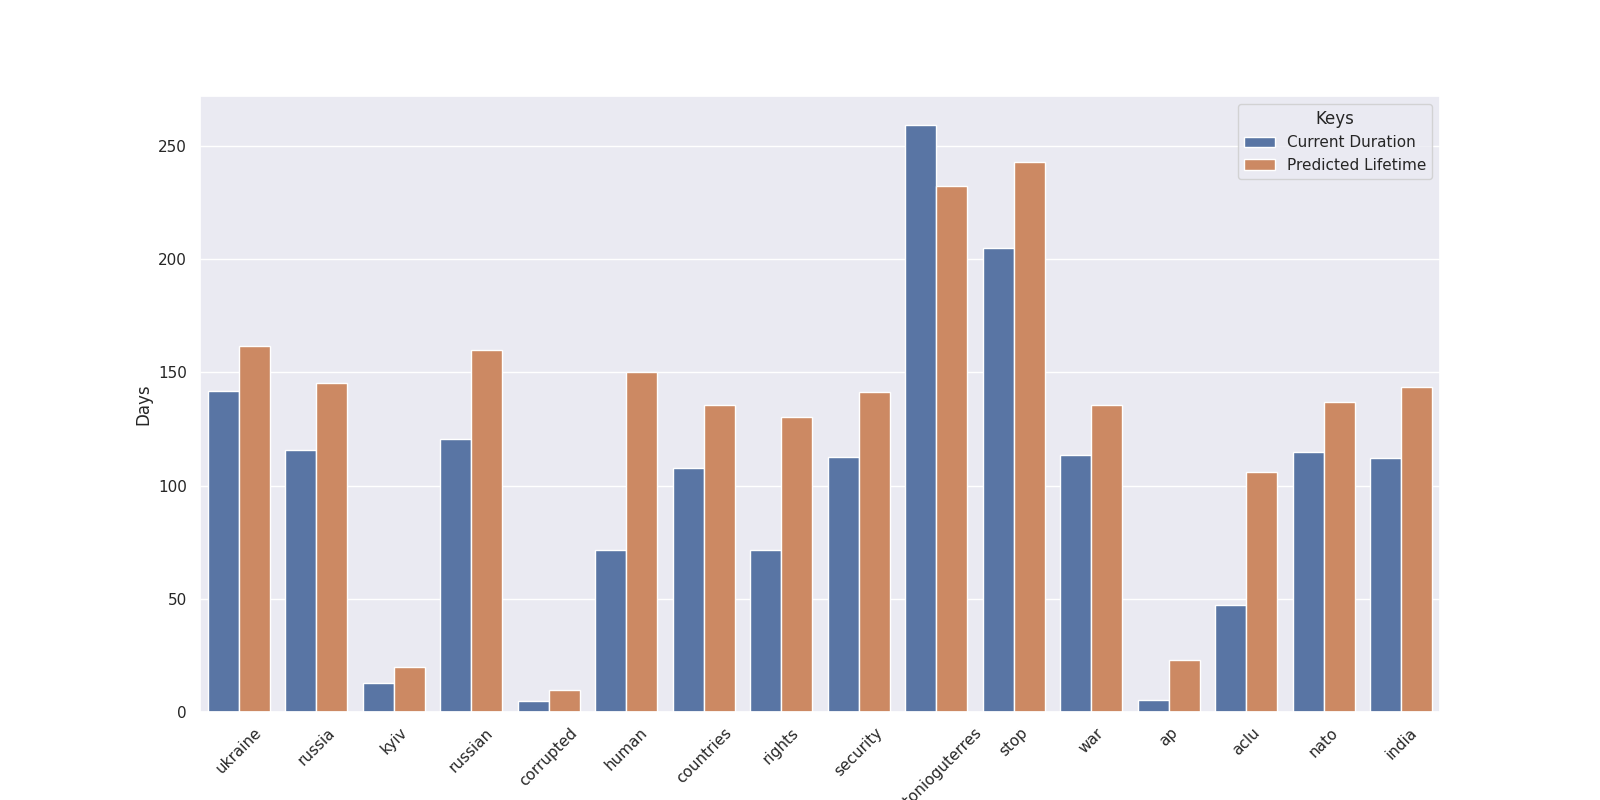 Keys
Current Duration
Predicted Lifetime
Days
250
200
150
100
50
0
ukraine
russia
kyiv
russian
corrupted
human
countries
rights
security
tonioguterres
stop
war
ap
aclu
nato
india